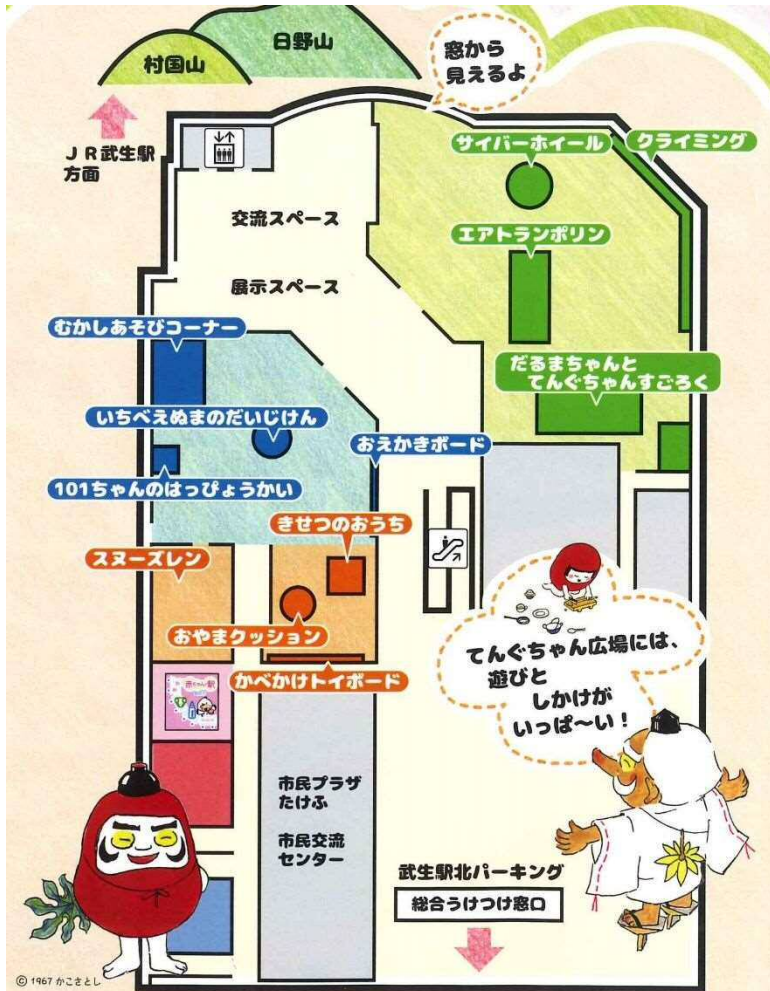 日野山
村国山
窓から
見えるよ
JR武生駅
方面
サイバーホイール
クライミング
交流スペース
エアトランポリン
展示スペース
むかしあそびコーナー
だるまちゃんと
てんぐちゃんすごろく
いちべえぬまのだいじけん
おえかきボード
101ちゃんのはっぴょうかい
きせつのおうち
スヌーズレン
おやまクッション
かべかけトイボード
てんぐちゃん広場には、
遊びと
しかけが
いっぱ〜い!
赤ちゃん駅
市民プラザ
たけふ
市民交流
センター
武生駅北パーキング
総合うけつけ窓口
© 1967 かこさとし